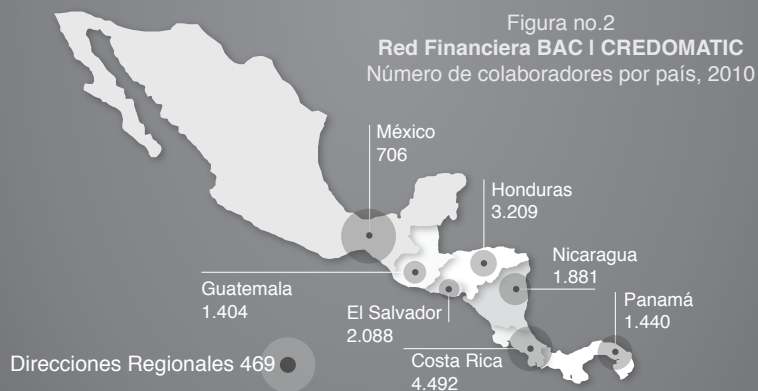 Figura no.2
Red Financiera BAC | CREDOMATIC
Número de colaboradores por país, 2010
México
706
Honduras
3.209
Nicaragua
1.881
Guatemala
1.404
El Salvador
2.088
Panamá
1.440
Direcciones Regionales 469
Costa Rica
4.492